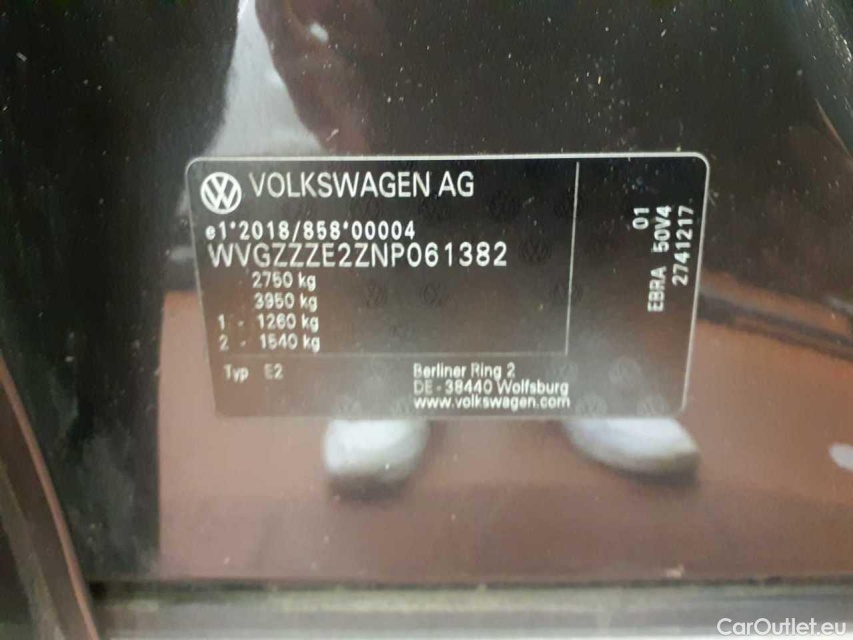 VOLKSWAGEN AG
e1*2018/858*00004
WVGZZZE2ZNP061382
2750 kg
3950 kg
1 - 1260 kg
2 - 1540 kg
Typ E2
Berliner Ring 2
DE - 38440 Wolfsburg
www.volkswagen.com
01
EBRA 50V4
2741217
CarOutlet.eu